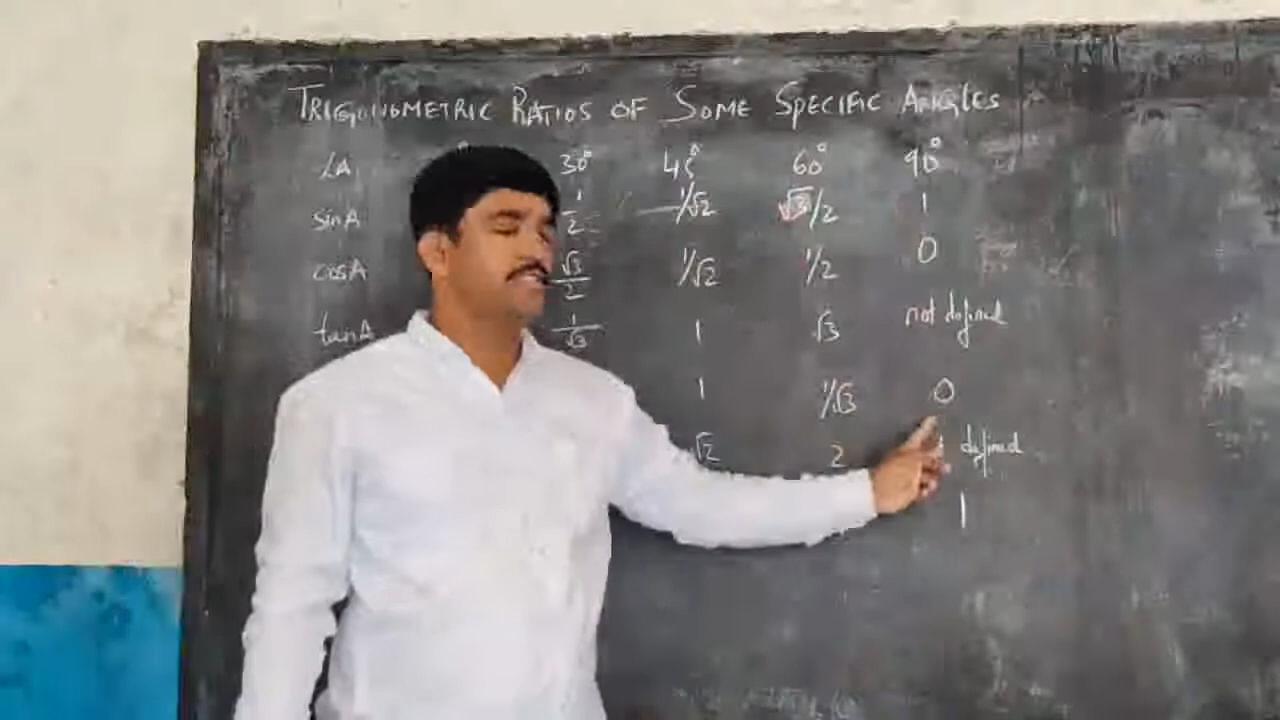 TRIGONOMETRIC RATIOS OF SOME SPECIFIC ANGLES
∠A 30° 45° 60° 90°
sinA 1/2 1/√2 √3/2 1
cosA √3/2 1/√2 1/2 0
tanA 1/√3 1 √3 not defined
1 1/√3 0
√2 2 defined
1